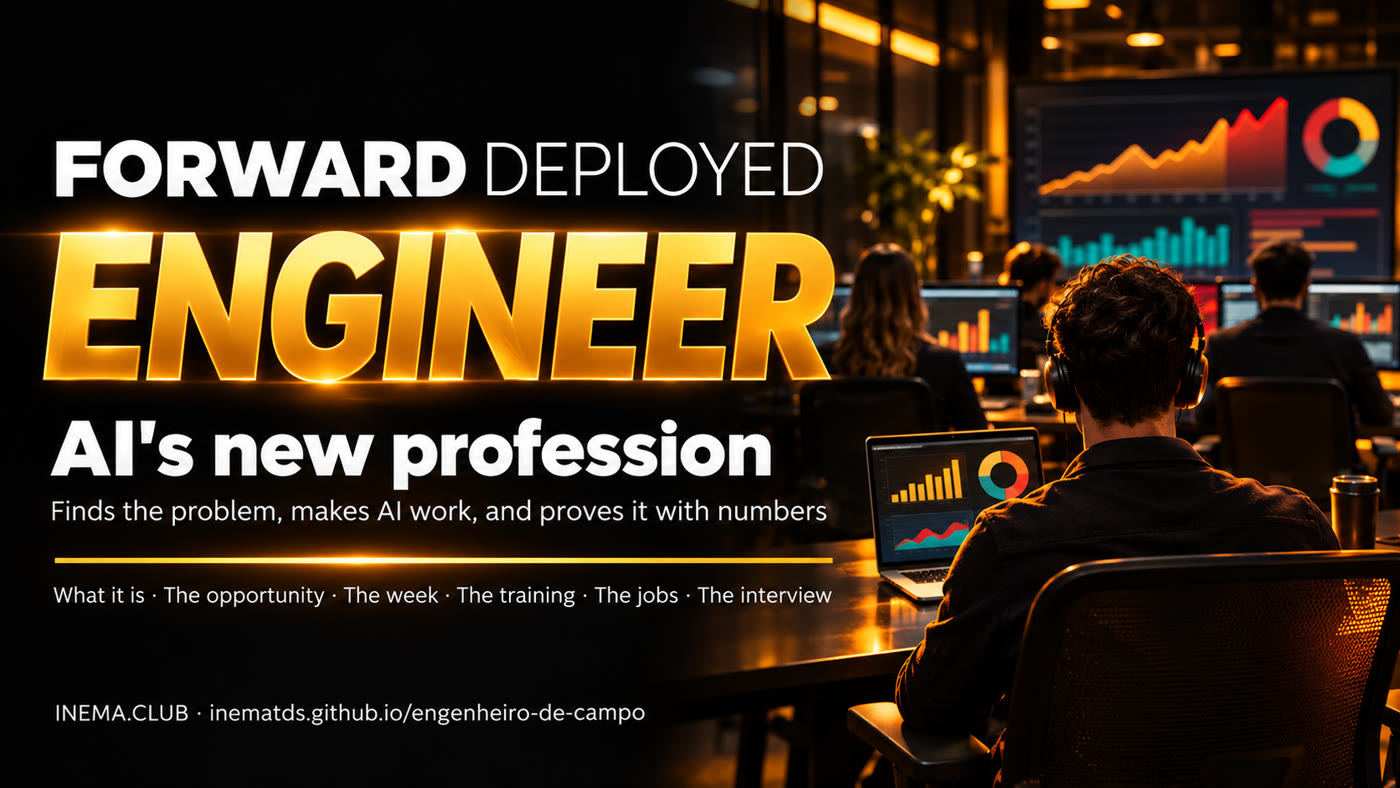 FORWARD DEPLOYED
ENGINEER
AI's new profession
Finds the problem, makes AI work, and proves it with numbers
What it is · The opportunity · The week · The training · The jobs · The interview
INEMA.CLUB · inematds.github.io/engenheiro-de-campo